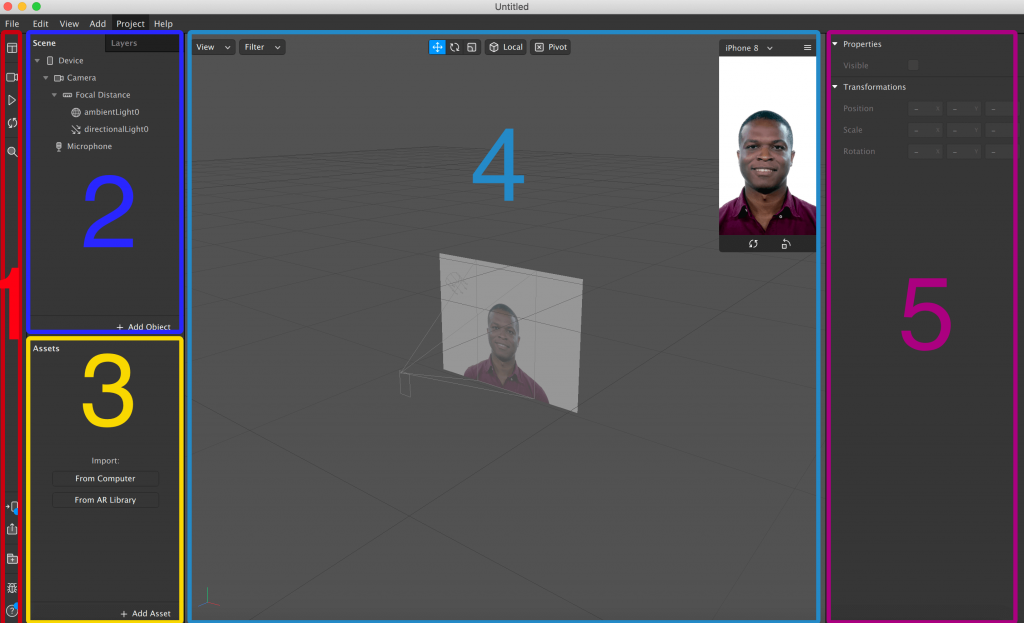 Untitled
File Edit View Add Project Help
Scene Layers
Device
Camera
Focal Distance
ambientLight0
directionalLight0
Microphone
2
+ Add Object
1
Assets
3
Import:
From Computer
From AR Library
+ Add Asset
View Filter Local Pivot
4
iPhone 8
Properties
Visible
Transformations
Position - X - Y -
Scale - X - Y -
Rotation - X - Y -
5